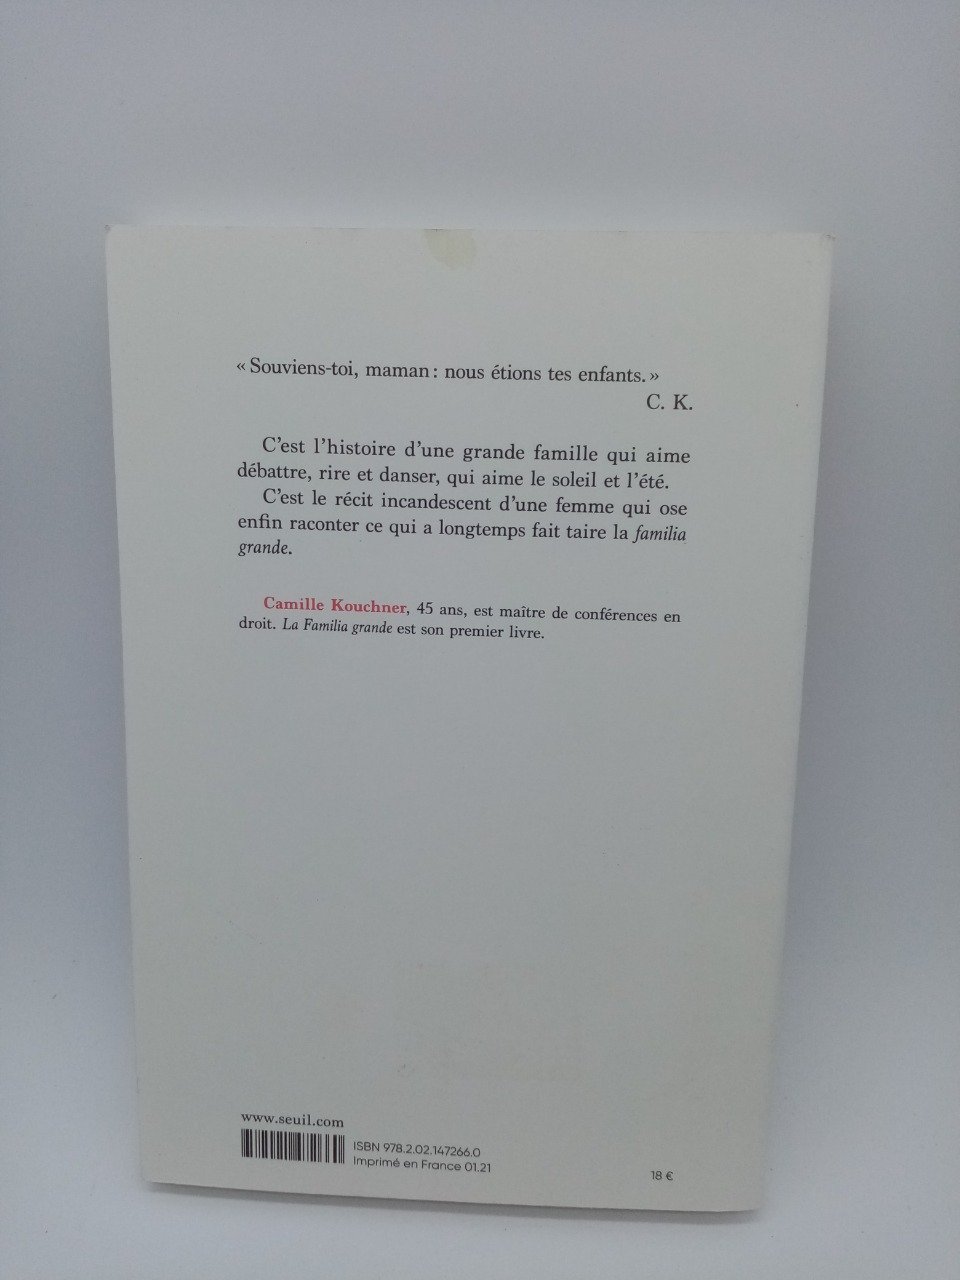 « Souviens-toi, maman : nous étions tes enfants. »
C. K.
C'est l'histoire d'une grande famille qui aime
débattre, rire et danser, qui aime le soleil et l'été.
C'est le récit incandescent d'une femme qui ose
enfin raconter ce qui a longtemps fait taire la familia
grande.
Camille Kouchner, 45 ans, est maître de conférences en
droit. La Familia grande est son premier livre.
www.seuil.com
ISBN 978.2.02.147266.0
Imprimé en France 01.21
18 €